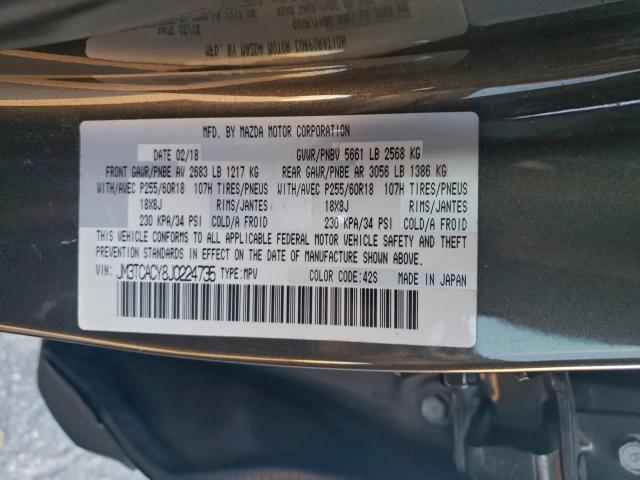 MFD. BY MAZDA MOTOR CORPORATION
DATE 02/18 GVWR/PNBV 5661 LB 2568 KG
FRONT GAWR/PNBE AV 2683 LB 1217 KG REAR GAWR/PNBE AR 3056 LB 1386 KG
WITH/AVEC P255/60R18 107H TIRES/PNEUS WITH/AVEC P255/60R18 107H TIRES/PNEUS
18X8J RIMS/JANTES 18X8J RIMS/JANTES
230 KPA/34 PSI COLD/A FROID 230 KPA/34 PSI COLD/A FROID
THIS VEHICLE CONFORMS TO ALL APPLICABLE FEDERAL MOTOR VEHICLE SAFETY AND THEFT
PREVENTION STANDARDS IN EFFECT ON THE DATE OF MANUFACTURE SHOWN ABOVE.
VIN: JM3TCACY8J0224735 TYPE:MPV COLOR CODE:42S MADE IN JAPAN